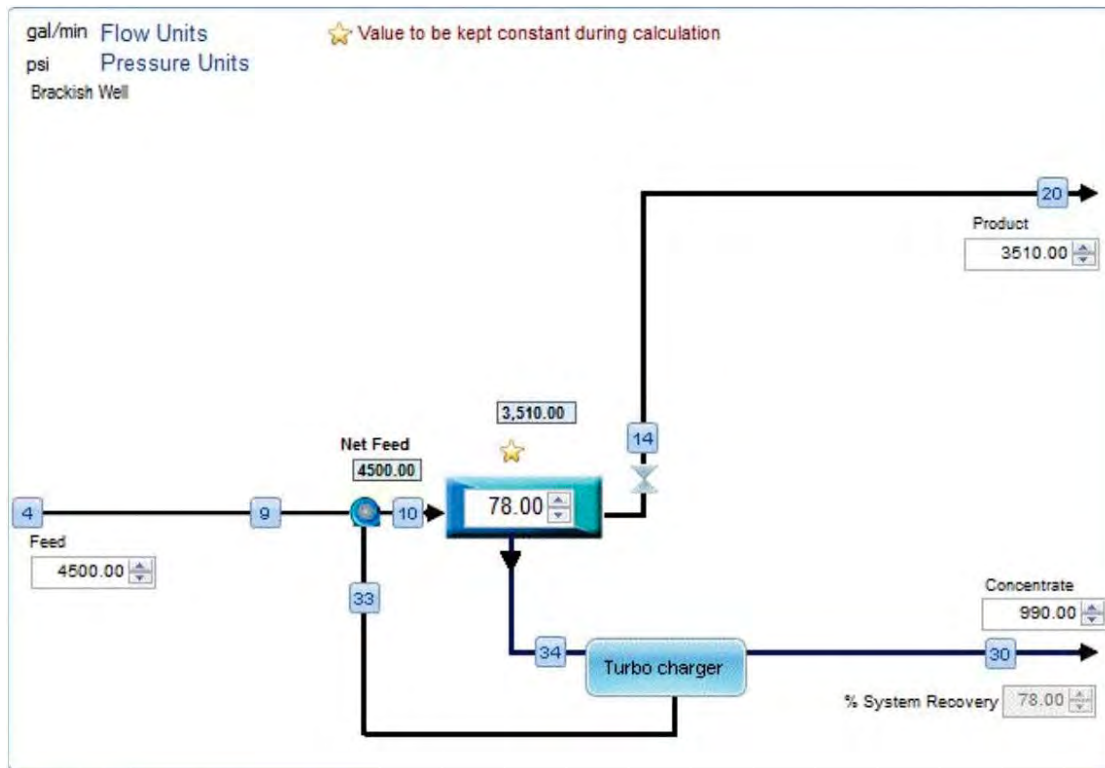 gal/min Flow Units
☆ Value to be kept constant during calculation
psi Pressure Units
Brackish Well
20
Product
3510.00
3,510.00
14
Net Feed
4500.00
4
9
10
78.00
Feed
4500.00
33
Concentrate
990.00
34
Turbo charger
30
% System Recovery 78.00